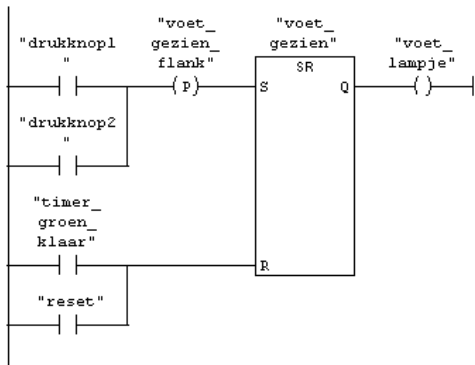 "drukknop1
"
"voet_
gezien_
flank"
(P)
"voet_
gezien"
SR
S
Q
"voet_
lampje"
"drukknop2
"
"timer_
groen_
klaar"
R
"reset"